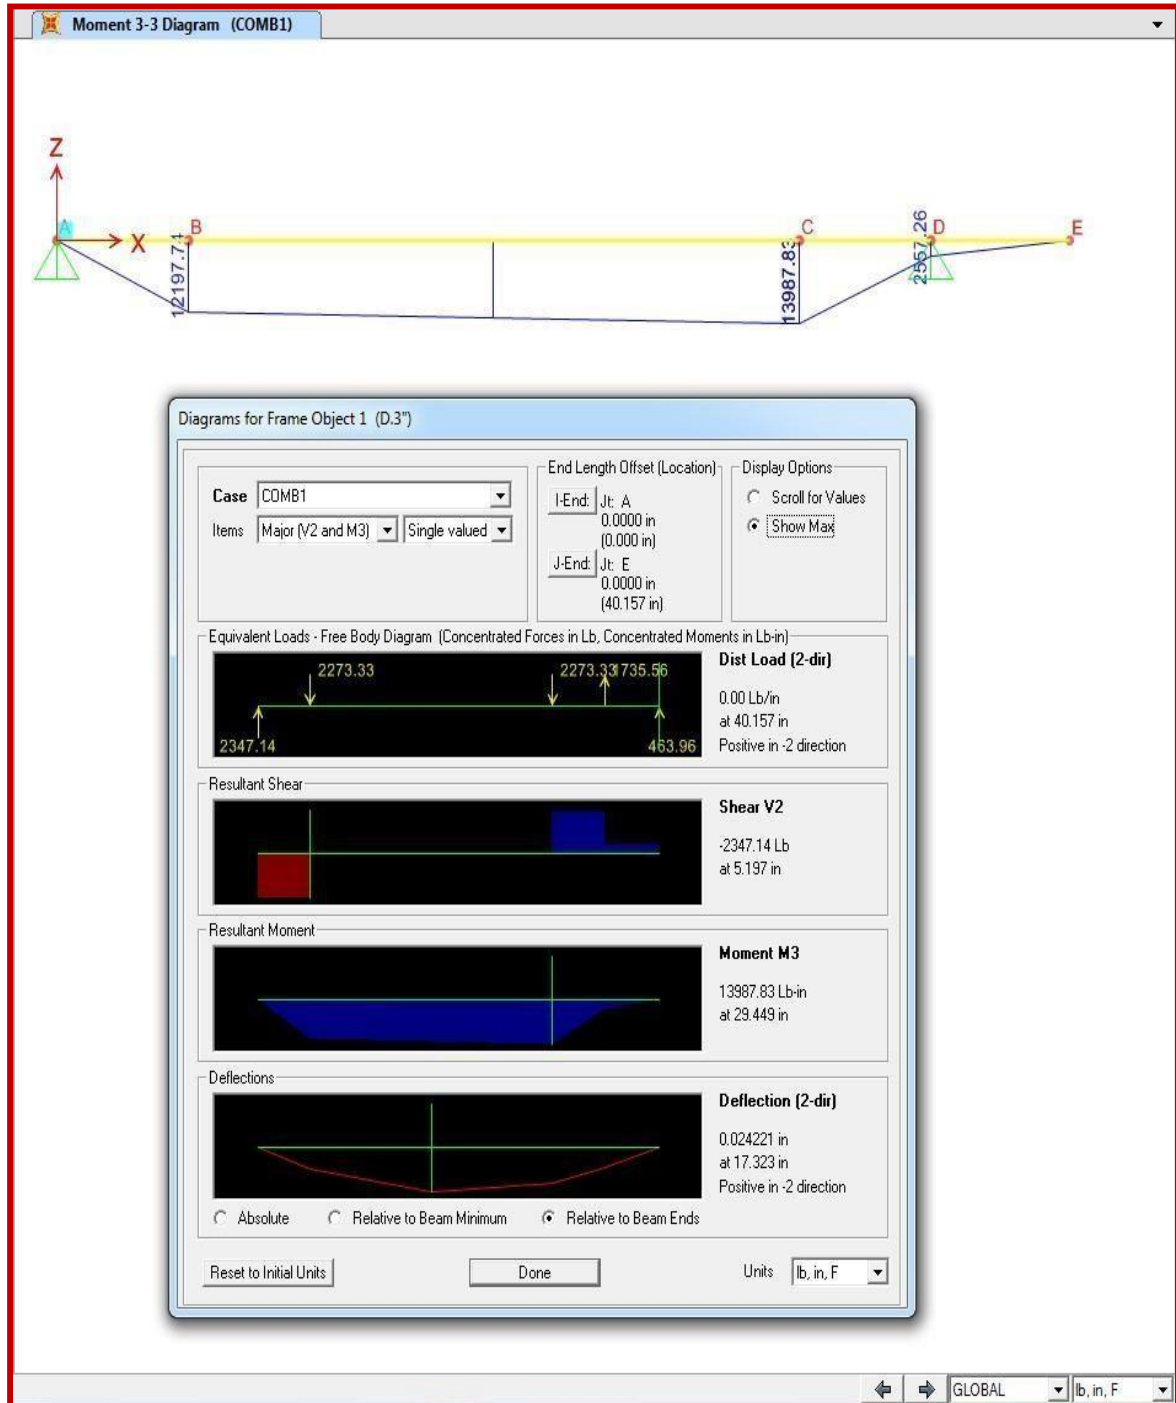 Moment 3-3 Diagram (COMB1)
Z
A
X
B
12197.74
C
13987.83
D
2557.26
E
Diagrams for Frame Object 1 (D.3")
Case COMB1
Items Major (V2 and M3) Single valued
End Length Offset (Location)
I-End: Jt: A
0.0000 in
(0.000 in)
J-End: Jt: E
0.0000 in
(40.157 in)
Display Options
Scroll for Values
Show Max
Equivalent Loads - Free Body Diagram (Concentrated Forces in Lb, Concentrated Moments in Lb-in)
2273.33
2273.33
1735.56
2347.14
463.96
Dist Load (2-dir)
0.00 Lb/in
at 40.157 in
Positive in -2 direction
Resultant Shear
Shear V2
-2347.14 Lb
at 5.197 in
Resultant Moment
Moment M3
13987.83 Lb-in
at 29.449 in
Deflections
Deflection (2-dir)
0.024221 in
at 17.323 in
Positive in -2 direction
Absolute Relative to Beam Minimum Relative to Beam Ends
Reset to Initial Units Done Units lb, in, F
GLOBAL lb, in, F